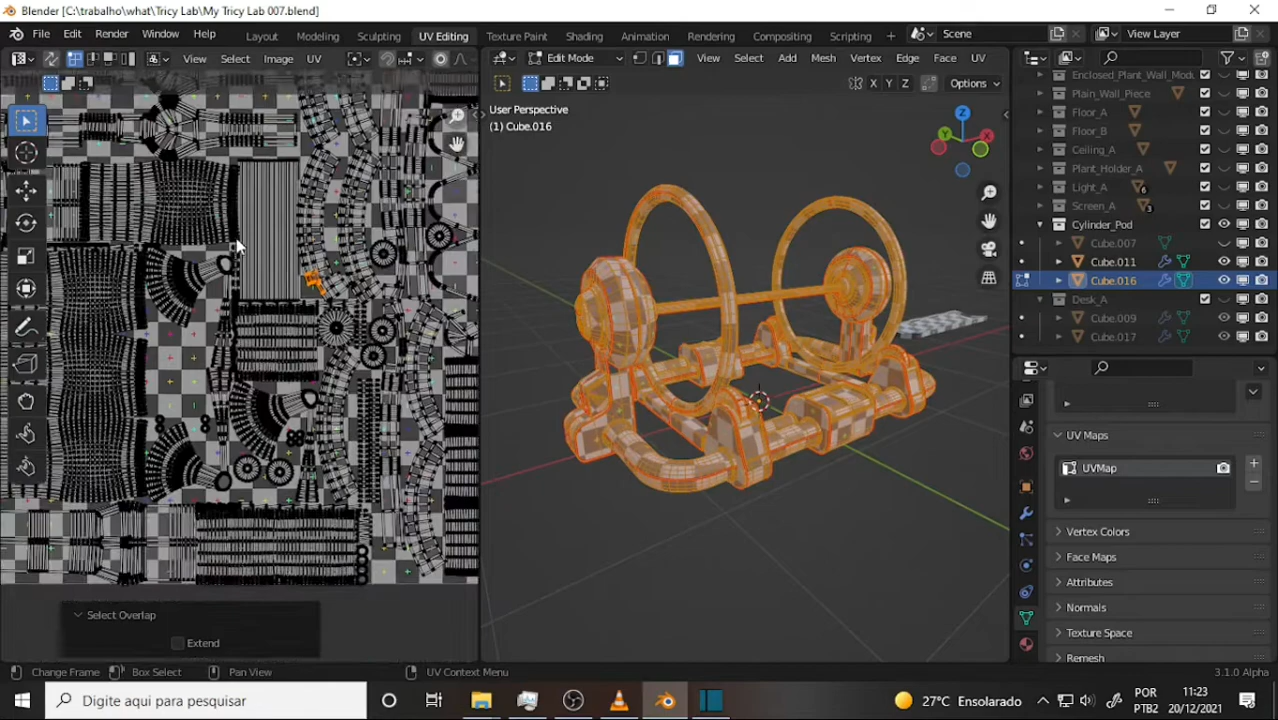 Blender [C:\trabalho\what\Tricy Lab\My Tricy Lab 007.blend]
File Edit Render Window Help Layout Modeling Sculpting UV Editing Texture Paint Shading Animation Rendering Compositing Scripting + Scene View Layer
View Select Image UV Edit Mode View Select Add Mesh Vertex Edge Face UV
X Y Z Options
User Perspective
(1) Cube.016
Z
Y
X
Enclosed_Plant_Wall_Modu
Plain_Wall_Piece
Floor_A
Floor_B
Ceiling_A
Plant_Holder_A
Light_A 6
Screen_A 3
Cylinder_Pod
Cube.007
Cube.011
Cube.016
Desk_A
Cube.009
Cube.017
UV Maps
UVMap
Vertex Colors
Face Maps
Attributes
Normals
Texture Space
Remesh
Select Overlap
Extend
Change Frame Box Select Pan View UV Context Menu 3.1.0 Alpha
Digite aqui para pesquisar
27°C Ensolarado
POR
PTB2
11:23
20/12/2021